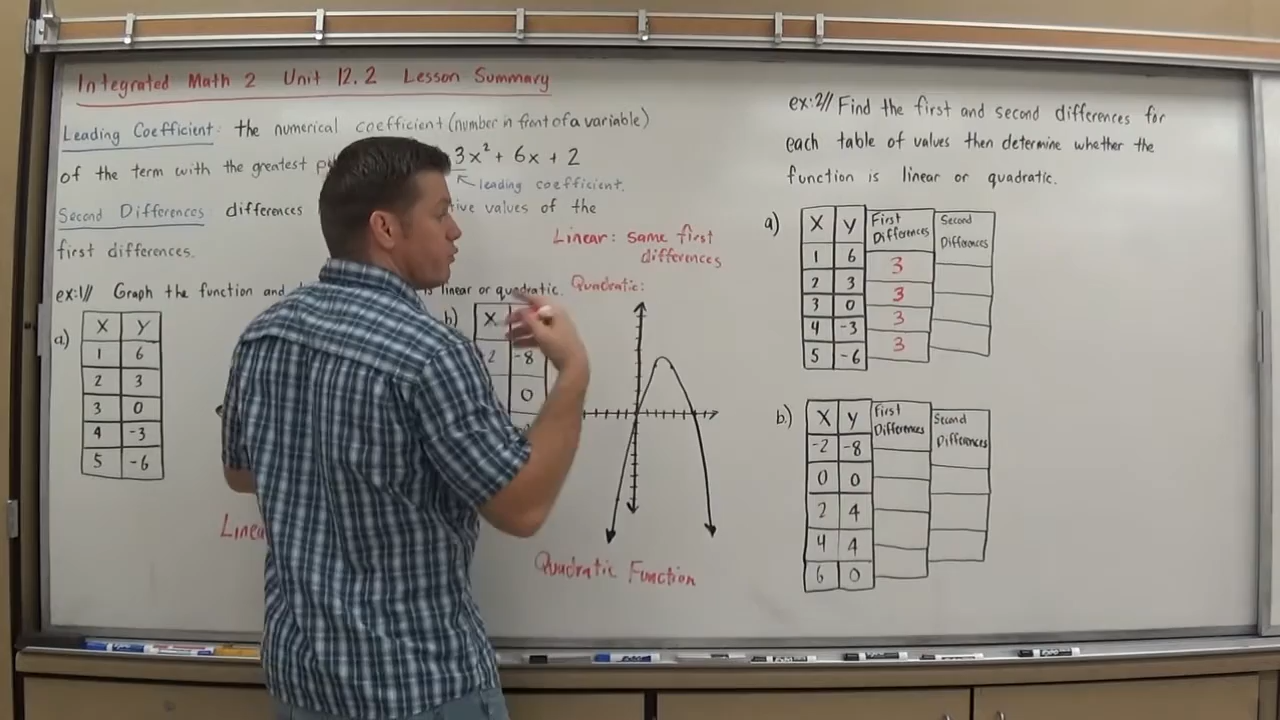 Integrated Math 2 Unit 12.2 Lesson Summary
Leading Coefficient: the numerical coefficient (number in front of a variable)
of the term with the greatest 3x² + 6x + 2
leading coefficient.
Second Differences: differences values of the
first differences.
Linear: same first
differences
ex:1// Graph the function and is linear or quadratic.
Quadratic:
a)
X Y
1 6
2 3
3 0
4 -3
5 -6
b)
X
2 -8
0
Quadratic Function
ex:2// Find the first and second differences for
each table of values then determine whether the
function is linear or quadratic.
a)
X Y First Differences Second Differences
1 6
3
2 3
3
3 0
3
4 -3
3
5 -6
b)
X Y First Differences Second Differences
-2 -8
0 0
2 4
4 4
6 0